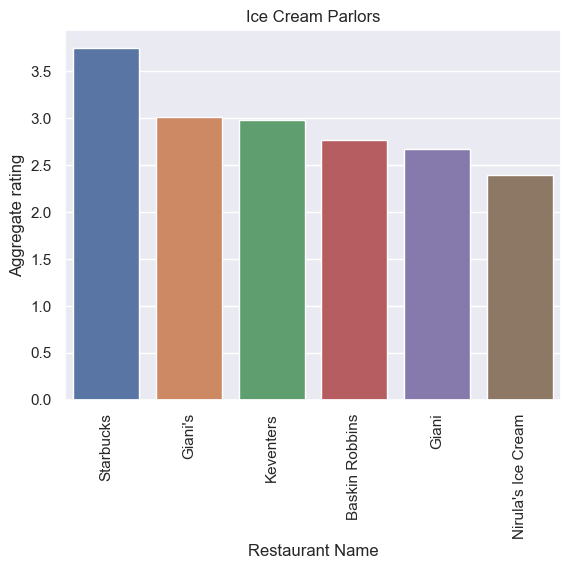 Ice Cream Parlors
Aggregate rating
3.5
3.0
2.5
2.0
1.5
1.0
0.5
0.0
Starbucks
Giani's
Keventers
Baskin Robbins
Giani
Nirula's Ice Cream
Restaurant Name